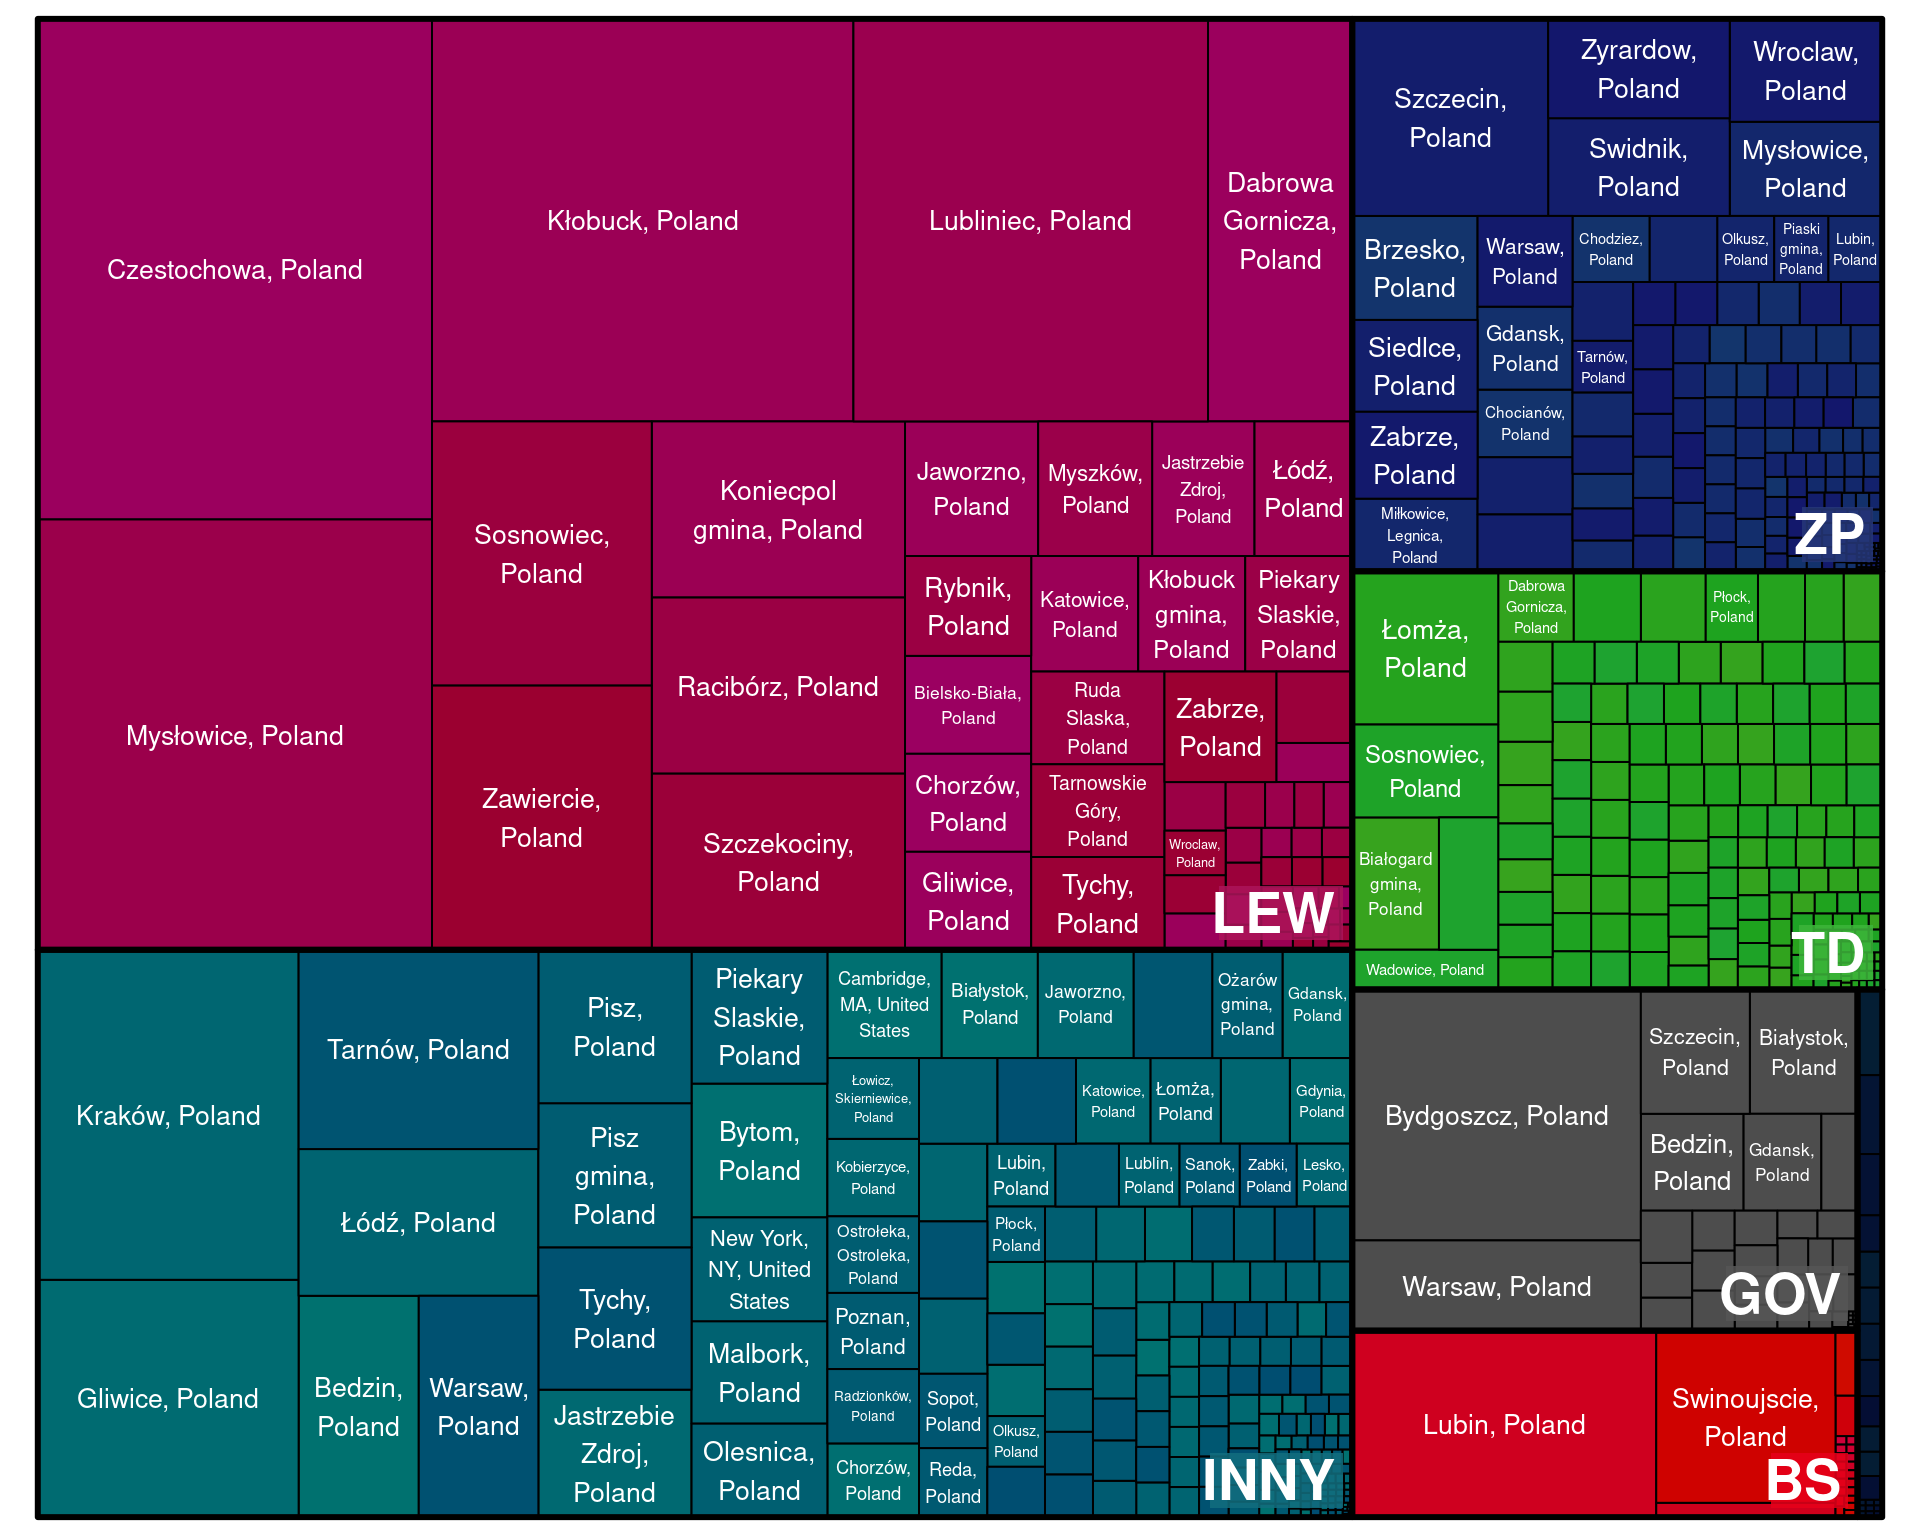 Czestochowa, Poland
Mysłowice, Poland
Kłobuck, Poland
Lubliniec, Poland
Dabrowa
Gornicza,
Poland
Sosnowiec,
Poland
Zawiercie,
Poland
Koniecpol
gmina, Poland
Racibórz, Poland
Szczekociny,
Poland
Jaworzno,
Poland
Myszków,
Poland
Jastrzebie
Zdroj,
Poland
Łódź,
Poland
Rybnik,
Poland
Bielsko-Biała,
Poland
Chorzów,
Poland
Gliwice,
Poland
Katowice,
Poland
Kłobuck
gmina,
Poland
Piekary
Slaskie,
Poland
Ruda
Slaska,
Poland
Tarnowskie
Góry,
Poland
Tychy,
Poland
Zabrze,
Poland
Wroclaw,
Poland
LEW
Szczecin,
Poland
Zyrardow,
Poland
Swidnik,
Poland
Wroclaw,
Poland
Mysłowice,
Poland
Brzesko,
Poland
Siedlce,
Poland
Zabrze,
Poland
Miłkowice,
Legnica,
Poland
Warsaw,
Poland
Gdansk,
Poland
Chocianów,
Poland
Chodziez,
Poland
Tarnów,
Poland
Olkusz,
Poland
Piaski
gmina,
Poland
Lubin,
Poland
ZP
Łomża,
Poland
Sosnowiec,
Poland
Białogard
gmina,
Poland
Wadowice, Poland
Dabrowa
Gornicza,
Poland
Płock,
Poland
TD
Kraków, Poland
Gliwice, Poland
Tarnów, Poland
Łódź, Poland
Bedzin,
Poland
Warsaw,
Poland
Pisz,
Poland
Pisz
gmina,
Poland
Tychy,
Poland
Jastrzebie
Zdroj,
Poland
Piekary
Slaskie,
Poland
Bytom,
Poland
New York,
NY, United
States
Malbork,
Poland
Olesnica,
Poland
Cambridge,
MA, United
States
Białystok,
Poland
Jaworzno,
Poland
Ożarów
gmina,
Poland
Gdansk,
Poland
Łowicz,
Skierniewice,
Poland
Kobierzyce,
Poland
Ostrołeka,
Ostroleka,
Poland
Poznan,
Poland
Radzionków,
Poland
Chorzów,
Poland
Katowice,
Poland
Łomża,
Poland
Gdynia,
Poland
Sopot,
Poland
Reda,
Poland
Lubin,
Poland
Lublin,
Poland
Sanok,
Poland
Zabki,
Poland
Lesko,
Poland
Płock,
Poland
Olkusz,
Poland
INNY
Bydgoszcz, Poland
Warsaw, Poland
Szczecin,
Poland
Białystok,
Poland
Bedzin,
Poland
Gdansk,
Poland
GOV
Lubin, Poland
Swinoujscie,
Poland
BS